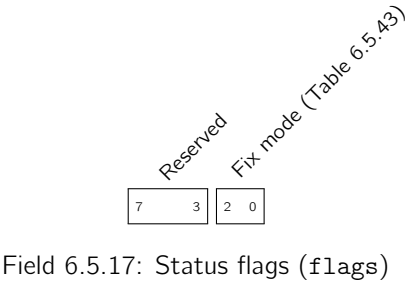 Reserved
Fix mode (Table 6.5.43)
7 3 2 0
Field 6.5.17: Status flags (flags)